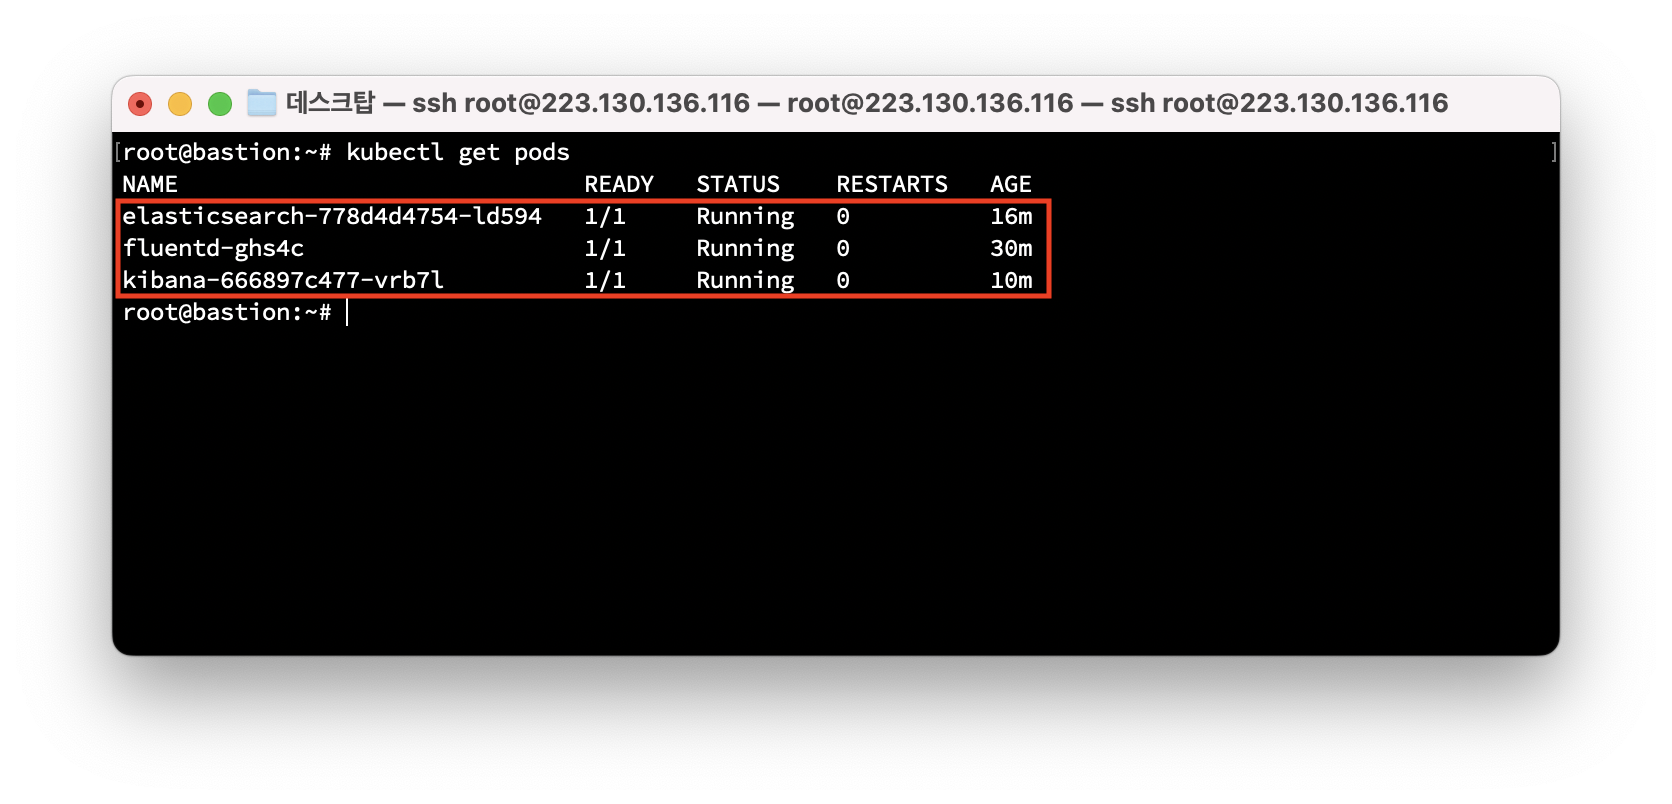 데스크탑 — ssh root@223.130.136.116 — root@223.130.136.116 — ssh root@223.130.136.116
[root@bastion:~# kubectl get pods ]
NAME READY STATUS RESTARTS AGE
elasticsearch-778d4d4754-ld594 1/1 Running 0 16m
fluentd-ghs4c 1/1 Running 0 30m
kibana-666897c477-vrb7l 1/1 Running 0 10m
root@bastion:~#